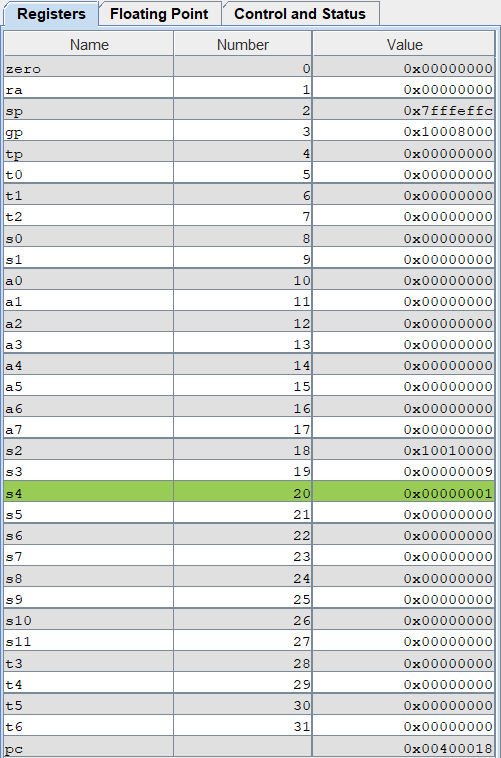 Registers Floating Point Control and Status
Name Number Value
zero 0 0x00000000
ra 1 0x00000000
sp 2 0x7fffeffc
gp 3 0x10008000
tp 4 0x00000000
t0 5 0x00000000
t1 6 0x00000000
t2 7 0x00000000
s0 8 0x00000000
s1 9 0x00000000
a0 10 0x00000000
a1 11 0x00000000
a2 12 0x00000000
a3 13 0x00000000
a4 14 0x00000000
a5 15 0x00000000
a6 16 0x00000000
a7 17 0x00000000
s2 18 0x10010000
s3 19 0x00000009
s4 20 0x00000001
s5 21 0x00000000
s6 22 0x00000000
s7 23 0x00000000
s8 24 0x00000000
s9 25 0x00000000
s10 26 0x00000000
s11 27 0x00000000
t3 28 0x00000000
t4 29 0x00000000
t5 30 0x00000000
t6 31 0x00000000
pc 0x00400018